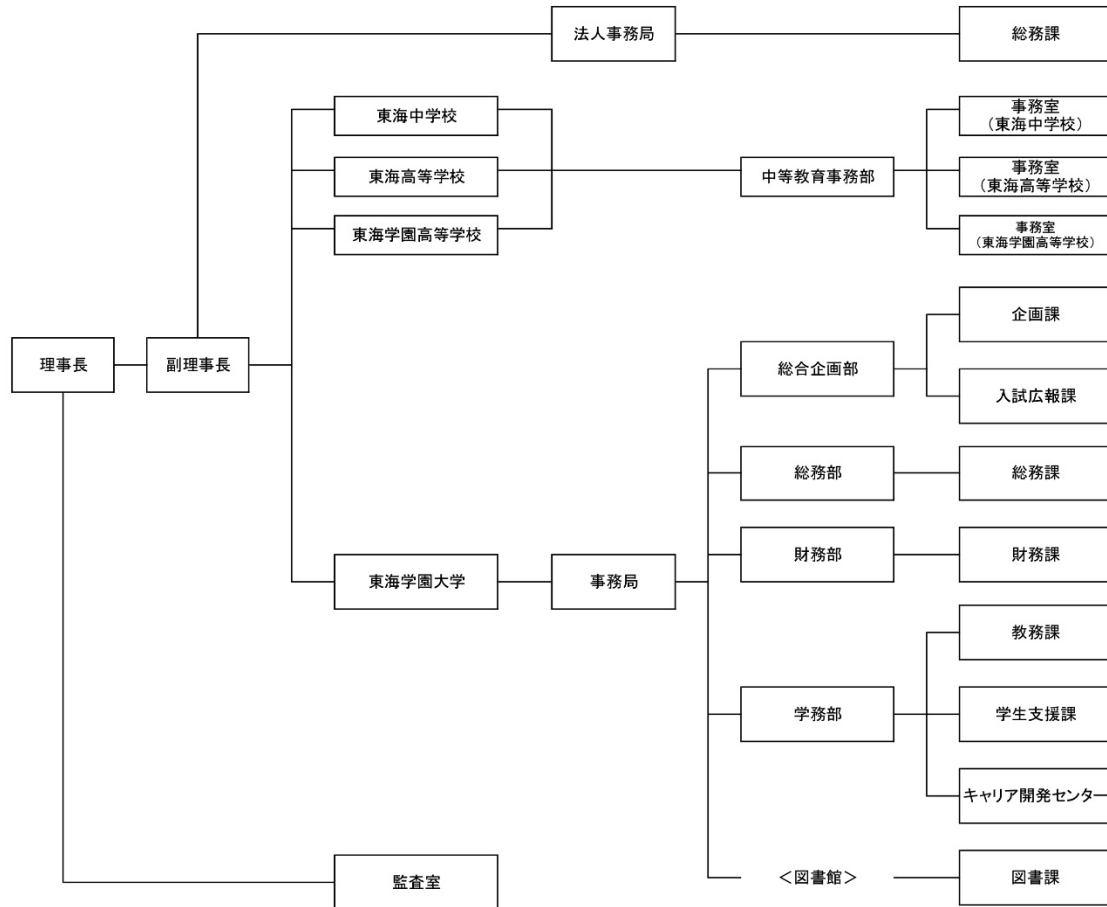 法人事務局
総務課
東海中学校
事務室
(東海中学校)
東海高等学校
中等教育事務部
事務室
(東海高等学校)
東海学園高等学校
事務室
(東海学園高等学校)
企画課
理事長
副理事長
総合企画部
入試広報課
総務部
総務課
財務部
財務課
東海学園大学
事務局
教務課
学務部
学生支援課
キャリア開発センター
監査室
<図書館>
図書課